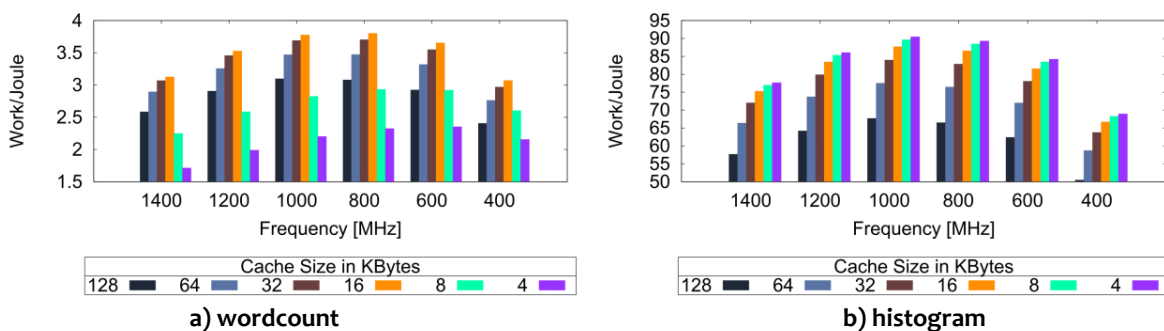 4
3.5
3
2.5
2
1.5
Work/Joule
1400 1200 1000 800 600 400
Frequency [MHz]
Cache Size in KBytes
128 64 32 16 8 4
a) wordcount
95
90
85
80
75
70
65
60
55
50
Work/Joule
1400 1200 1000 800 600 400
Frequency [MHz]
Cache Size in KBytes
128 64 32 16 8 4
b) histogram